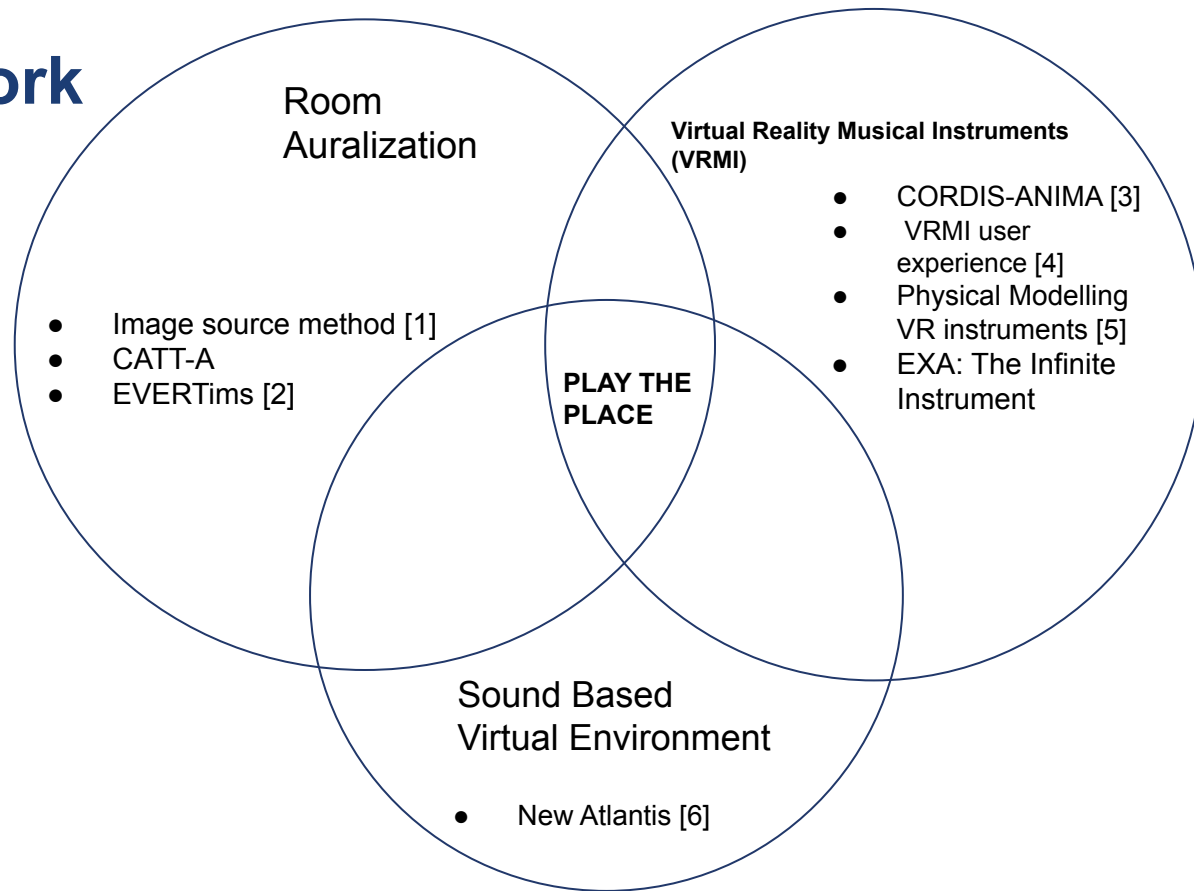 ork
Room
Auralization
● Image source method [1]
● CATT-A
● EVERTims [2]
Virtual Reality Musical Instruments
(VRMI)
● CORDIS-ANIMA [3]
● VRMI user
experience [4]
● Physical Modelling
VR instruments [5]
● EXA: The Infinite
Instrument
PLAY THE
PLACE
Sound Based
Virtual Environment
● New Atlantis [6]